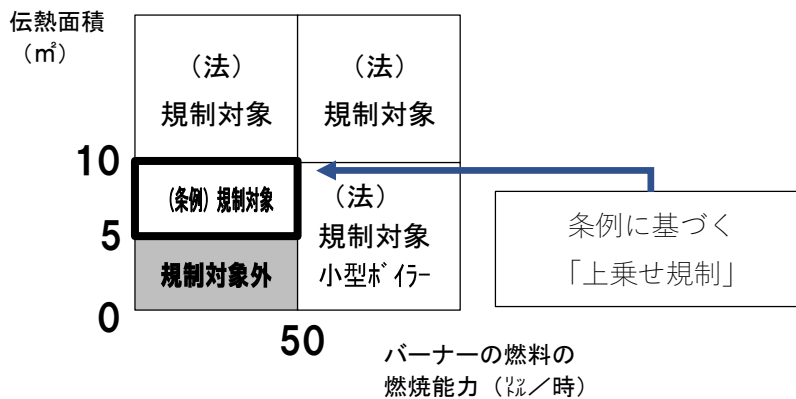 伝熱面積
（㎡）
（法）
規制対象
（法）
規制対象
10
（条例）規制対象
（法）
規制対象
小型ﾎﾞｲﾗｰ
5
規制対象外
0
50
バーナーの燃料の
燃焼能力（㍑／時）
条例に基づく
「上乗せ規制」